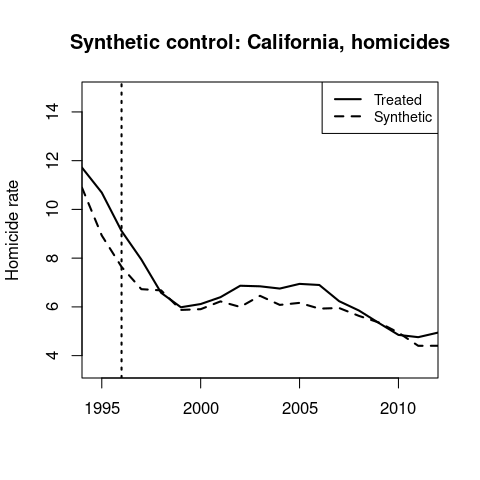 Synthetic control: California, homicides
Treated
Synthetic
Homicide rate
14
12
10
8
6
4
1995 2000 2005 2010